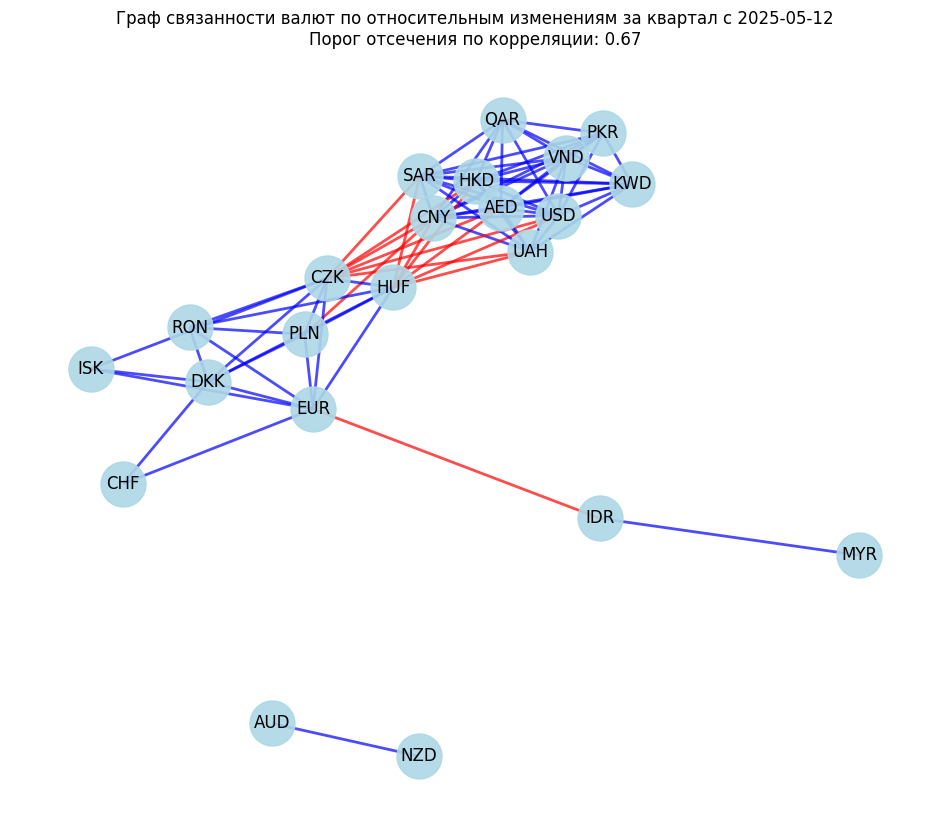 Граф связанности валют по относительным изменениям за квартал с 2025-05-12
Порог отсечения по корреляции: 0.67
QAR
PKR
VND
SAR
HKD
KWD
AED
CNY
USD
UAH
CZK
HUF
RON
PLN
ISK
DKK
EUR
CHF
IDR
MYR
AUD
NZD